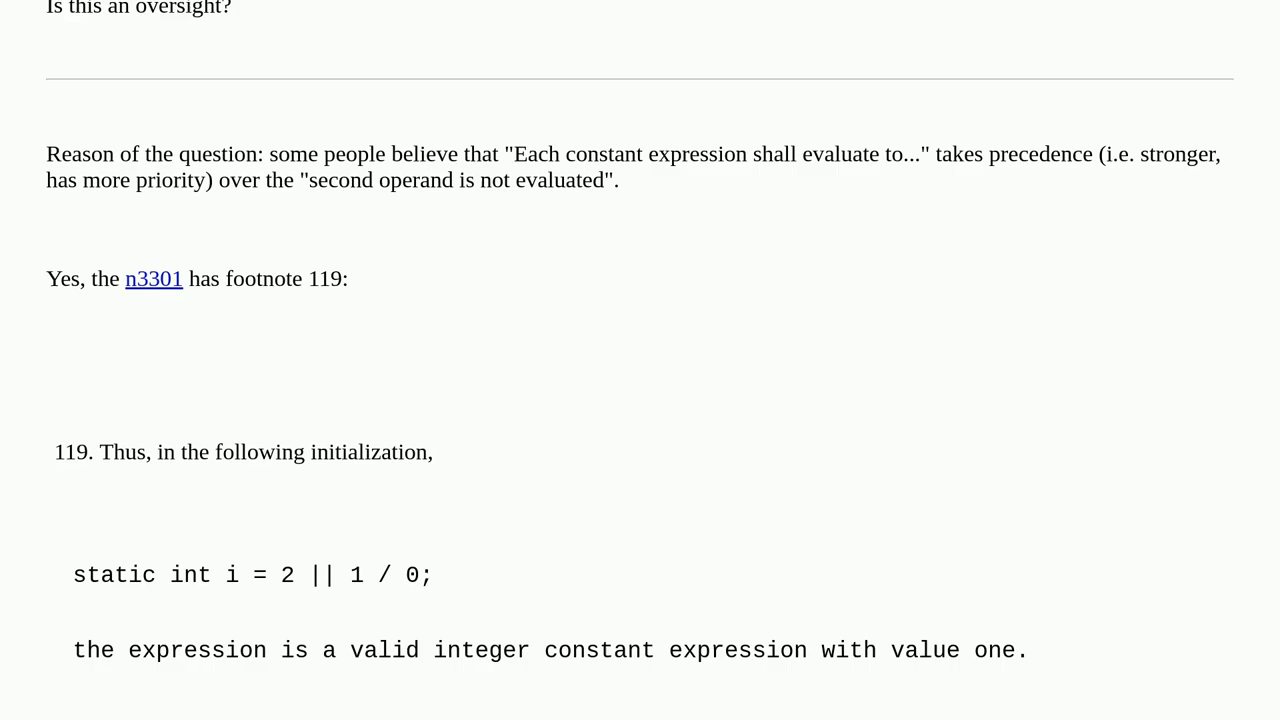 Is this an oversight?
Reason of the question: some people believe that "Each constant expression shall evaluate to..." takes precedence (i.e. stronger,
has more priority) over the "second operand is not evaluated".
Yes, the n3301 has footnote 119:
119. Thus, in the following initialization,
static int i = 2 || 1 / 0;
the expression is a valid integer constant expression with value one.